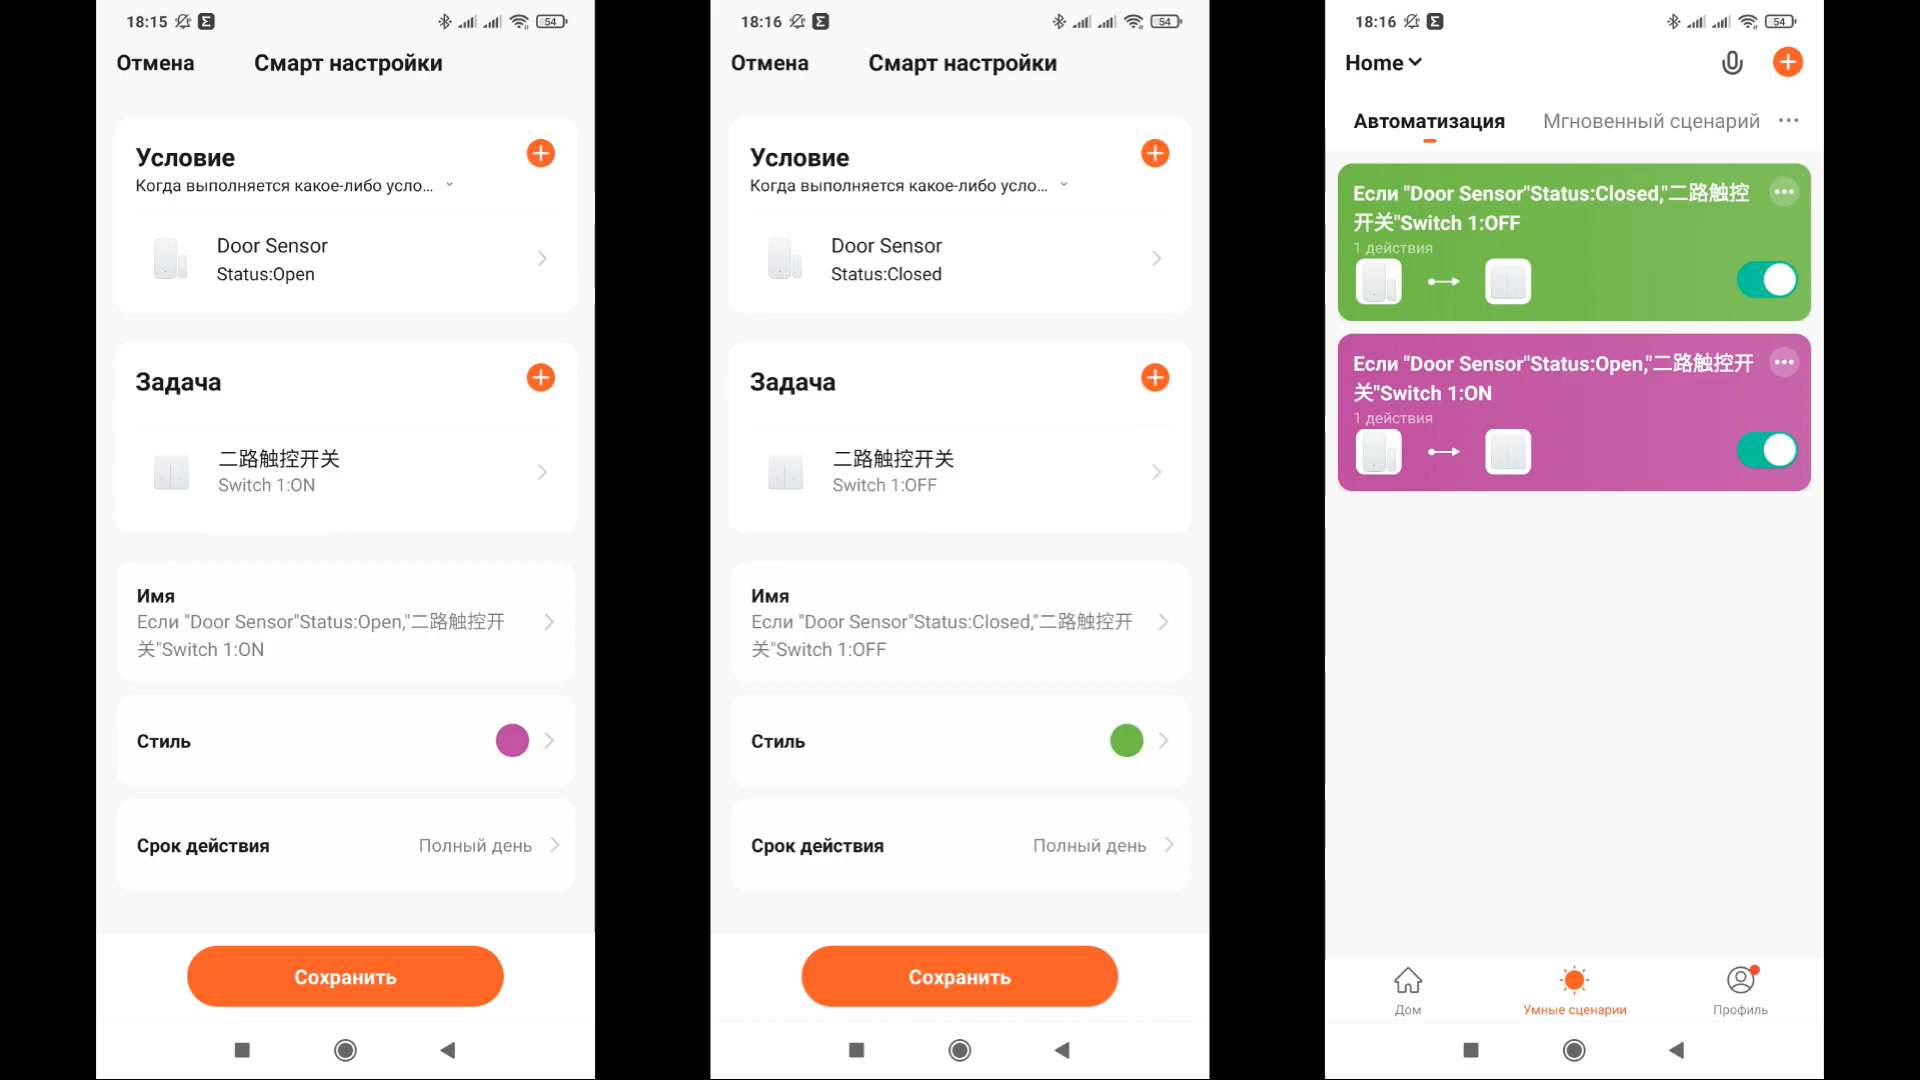 18:15
54
Отмена
Смарт настройки
Условие
Когда выполняется какое-либо усло...
Door Sensor
Status:Open
Задача
二路触控开关
Switch 1:ON
Имя
Если "Door Sensor"Status:Open,"二路触控开
关"Switch 1:ON
Стиль
Срок действия
Полный день
Сохранить
18:16
54
Отмена
Смарт настройки
Условие
Когда выполняется какое-либо усло...
Door Sensor
Status:Closed
Задача
二路触控开关
Switch 1:OFF
Имя
Если "Door Sensor"Status:Closed,"二路触控开
关"Switch 1:OFF
Стиль
Срок действия
Полный день
Сохранить
18:16
54
Home
Автоматизация
Мгновенный сценарий
Если "Door Sensor"Status:Closed,"二路触控
开关"Switch 1:OFF
1 действия
Если "Door Sensor"Status:Open,"二路触控开
关"Switch 1:ON
1 действия
Дом
Умные сценарии
Профиль